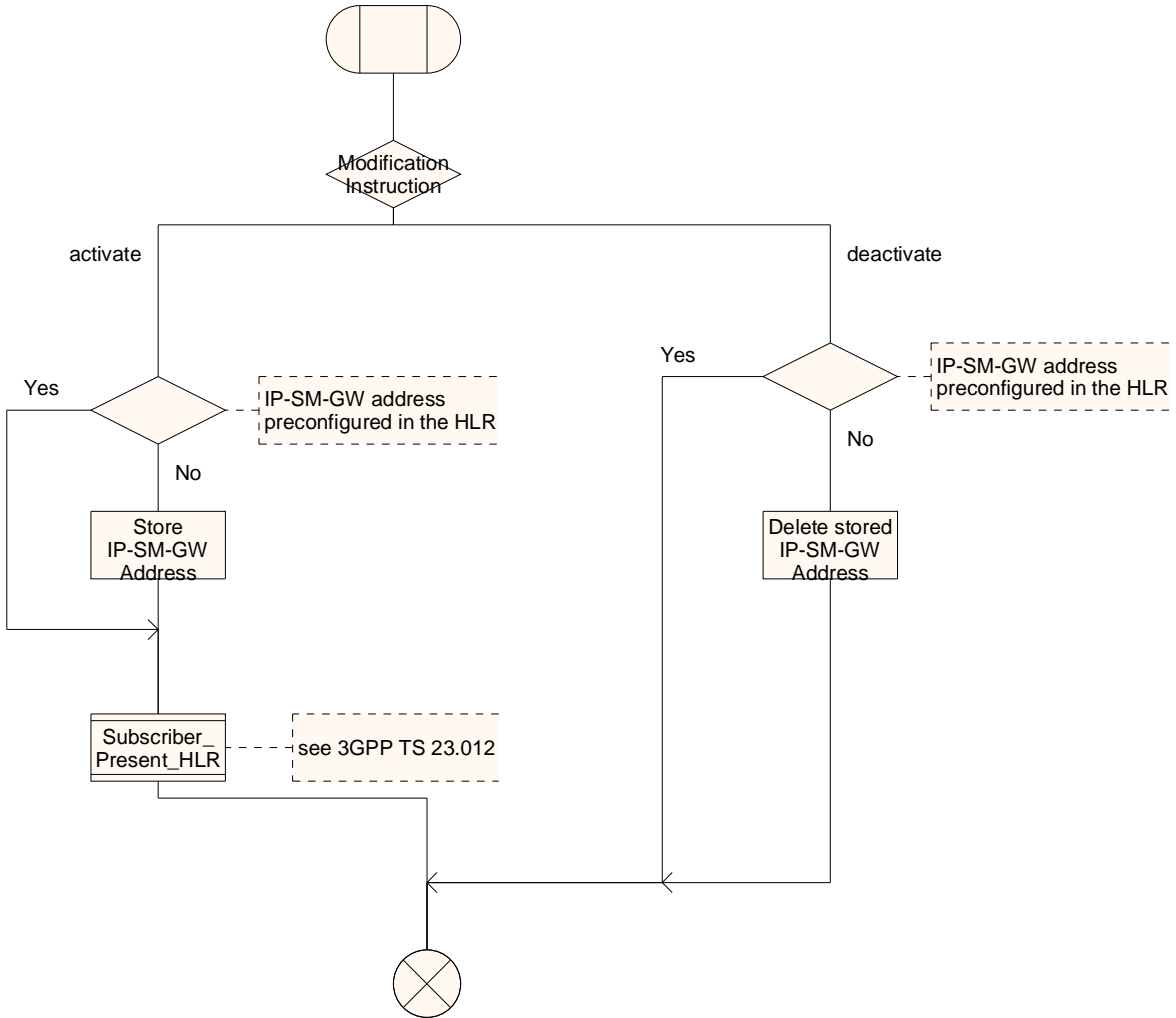 Modification
Instruction
activate
deactivate
Yes
IP-SM-GW address
preconfigured in the HLR
Yes
IP-SM-GW address
preconfigured in the HLR
No
No
Store
IP-SM-GW
Address
Delete stored
IP-SM-GW
Address
Subscriber_
Present_HLR
see 3GPP TS 23.012